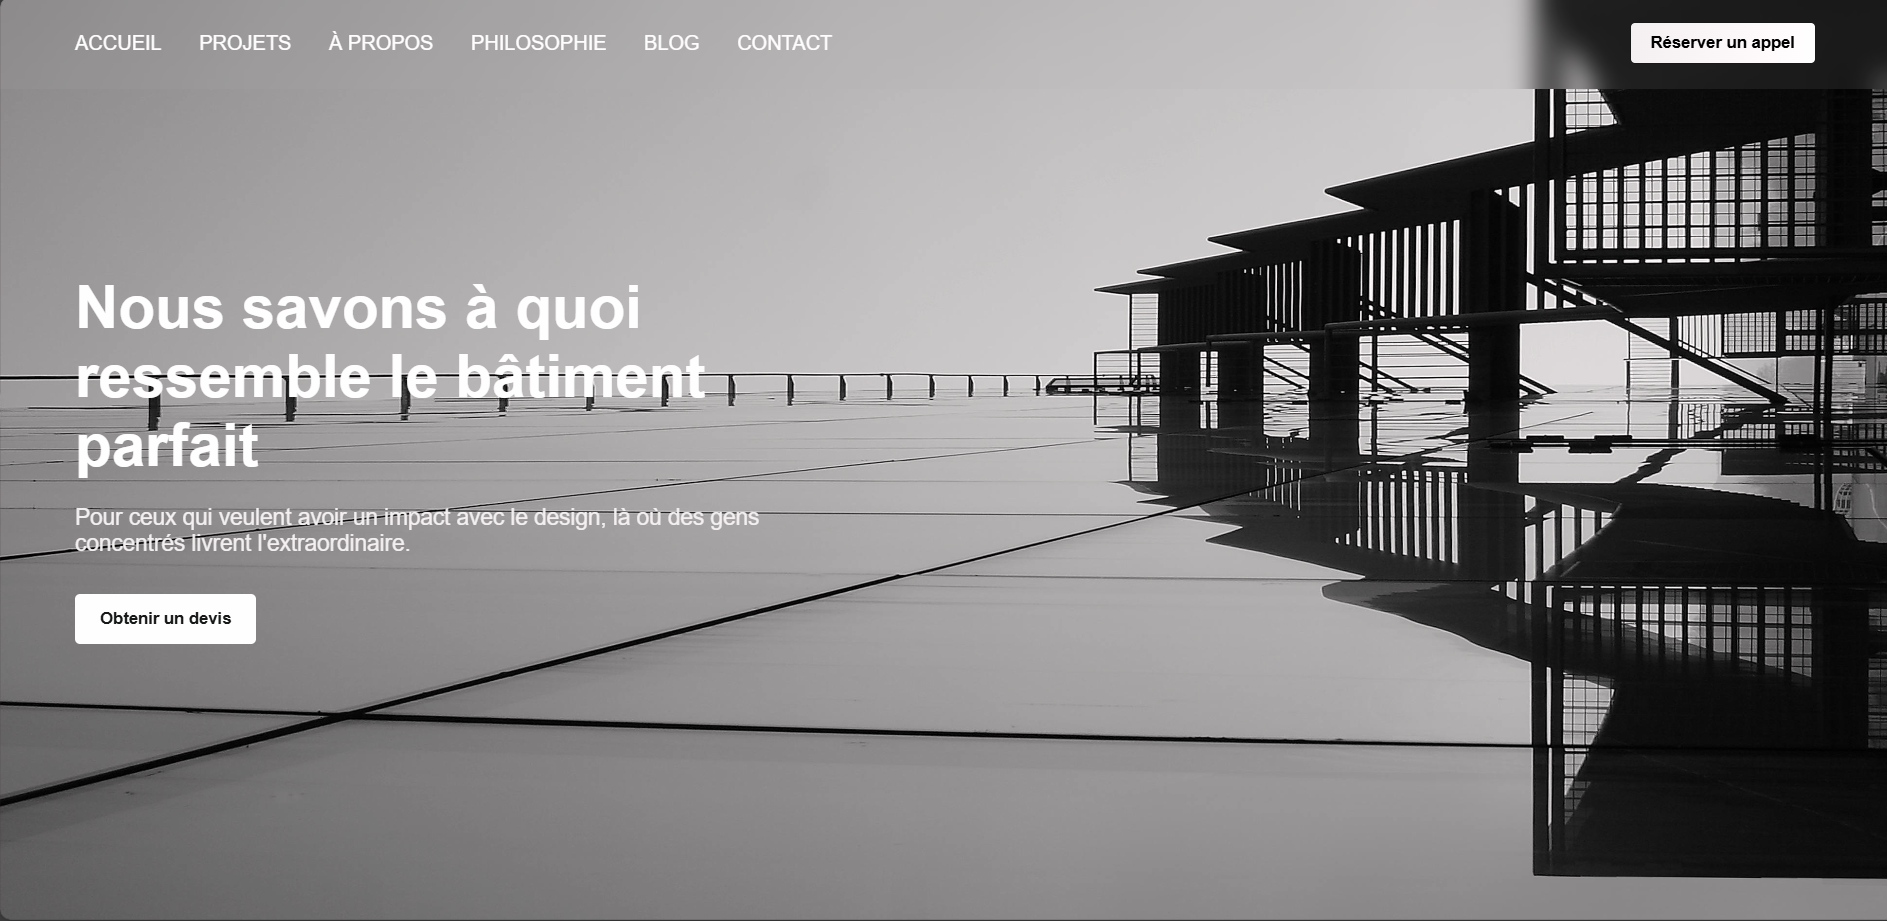 ACCUEIL PROJETS À PROPOS PHILOSOPHIE BLOG CONTACT Réserver un appel
Nous savons à quoi
ressemble le bâtiment
parfait
Pour ceux qui veulent avoir un impact avec le design, là où des gens
concentrés livrent l'extraordinaire.
Obtenir un devis